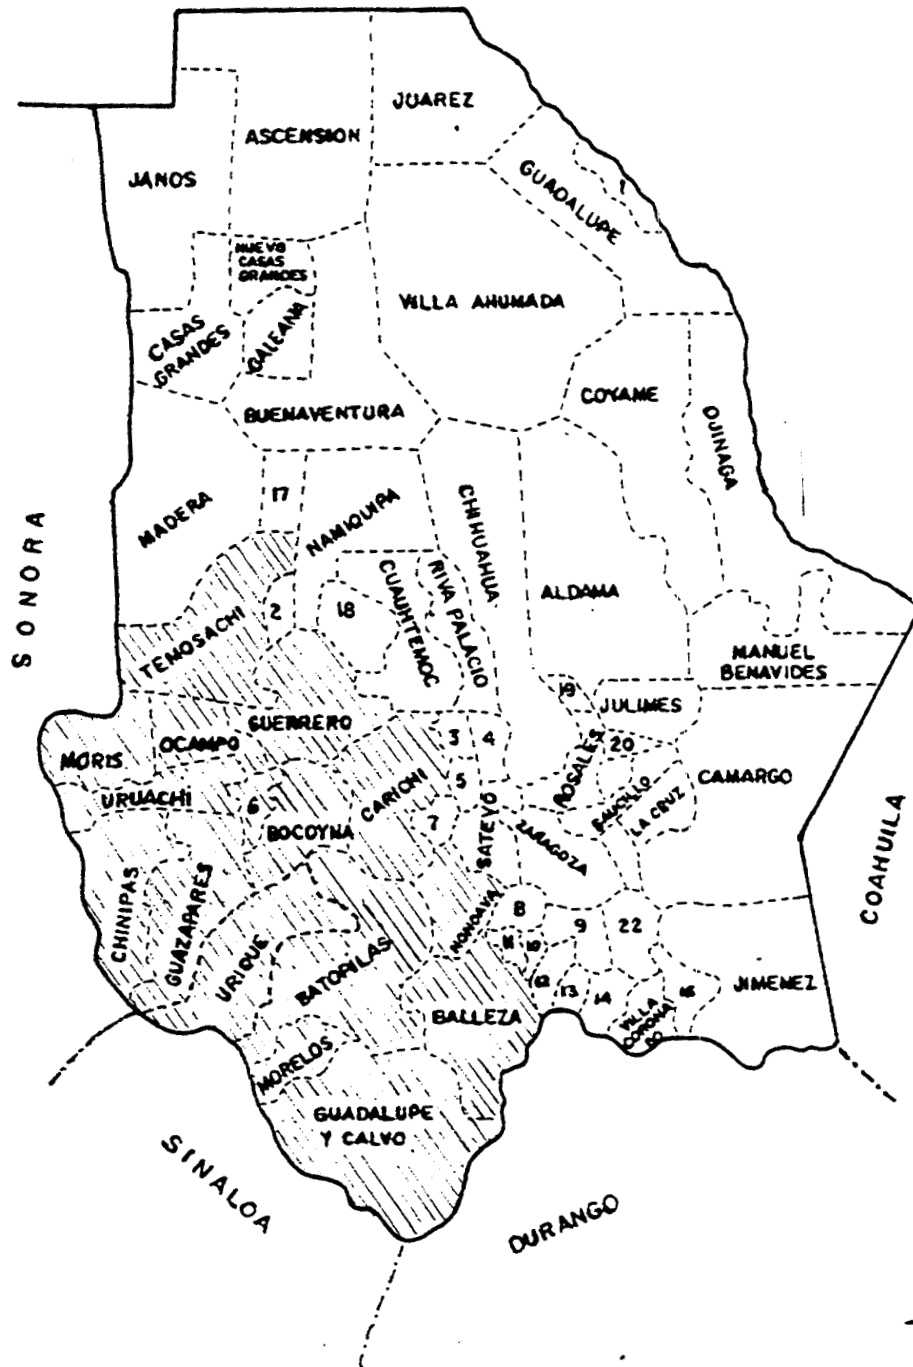 JUAREZ
ASCENSION
JANOS
GUADALUPE
NUEVO
CASAS
GRANDES
VILLA AHUMADA
CASAS
GRANDES
GALEANA
COYAME
BUENAVENTURA
OJINAGA
17
MADERA
NAMIQUIPA
CHIHUAHUA
SONORA
CUAUHTEMOC
RIVA PALACIO
ALDAMA
2
18
TEMOSACHI
MANUEL
BENAVIDES
19
JULIMES
GUERRERO
OCAMPO
3
4
20
MORIS
ROSALES
CAMARGO
URUACHI
5
CARICHI
6
BOCOYNA
7
SATEVO
ZARAGOZA
SAUCILLO
LA CRUZ
COAHUILA
CHINIPAS
GUAZAPARES
NONOAVA
8
9
22
URIQUE
BATOPILAS
11
10
12
13
14
JIMENEZ
BALLEZA
VILLA
CORONA
DO
MORELOS
GUADALUPE
Y CALVO
SINALOA
DURANGO